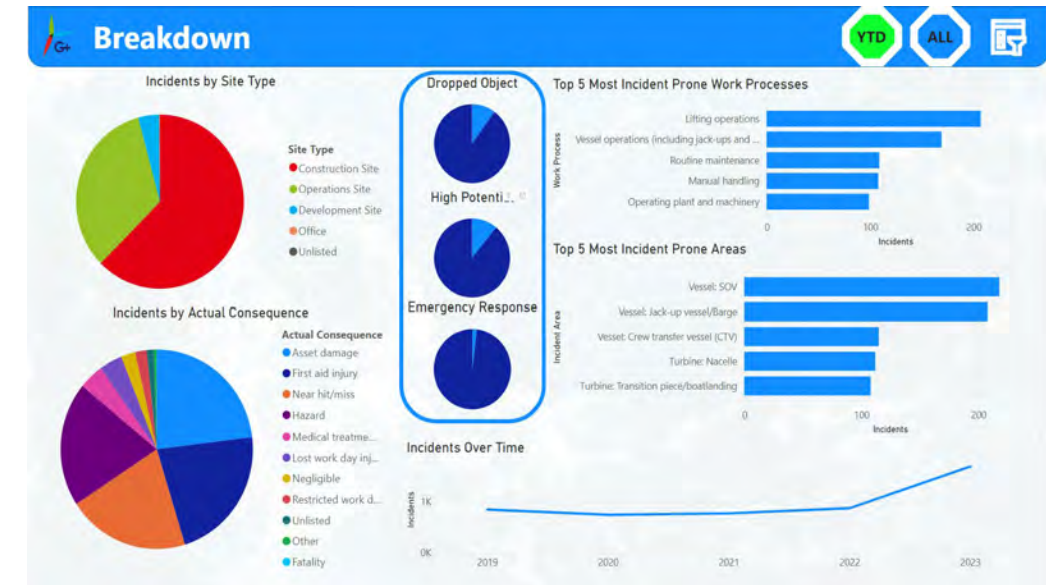 G+
Breakdown
YTD
ALL
Incidents by Site Type
Site Type
Construction Site
Operations Site
Development Site
Office
Unlisted
Incidents by Actual Consequence
Actual Consequence
Asset damage
First aid injury
Near hit/miss
Hazard
Medical treatme...
Lost work day inj...
Negligible
Restricted work d...
Unlisted
Other
Fatality
Dropped Object
High Potenti...
Emergency Response
Top 5 Most Incident Prone Work Processes
Work Process
Lifting operations
Vessel operations (including jack-ups and ...
Routine maintenance
Manual handling
Operating plant and machinery
0 100 200
Incidents
Top 5 Most Incident Prone Areas
Incident Area
Vessel: SOV
Vessel: Jack-up vessel/Barge
Vessel: Crew transfer vessel (CTV)
Turbine: Nacelle
Turbine: Transition piece/boatlanding
0 100 200
Incidents
Incidents Over Time
Incidents
1K
0K
2019 2020 2021 2022 2023